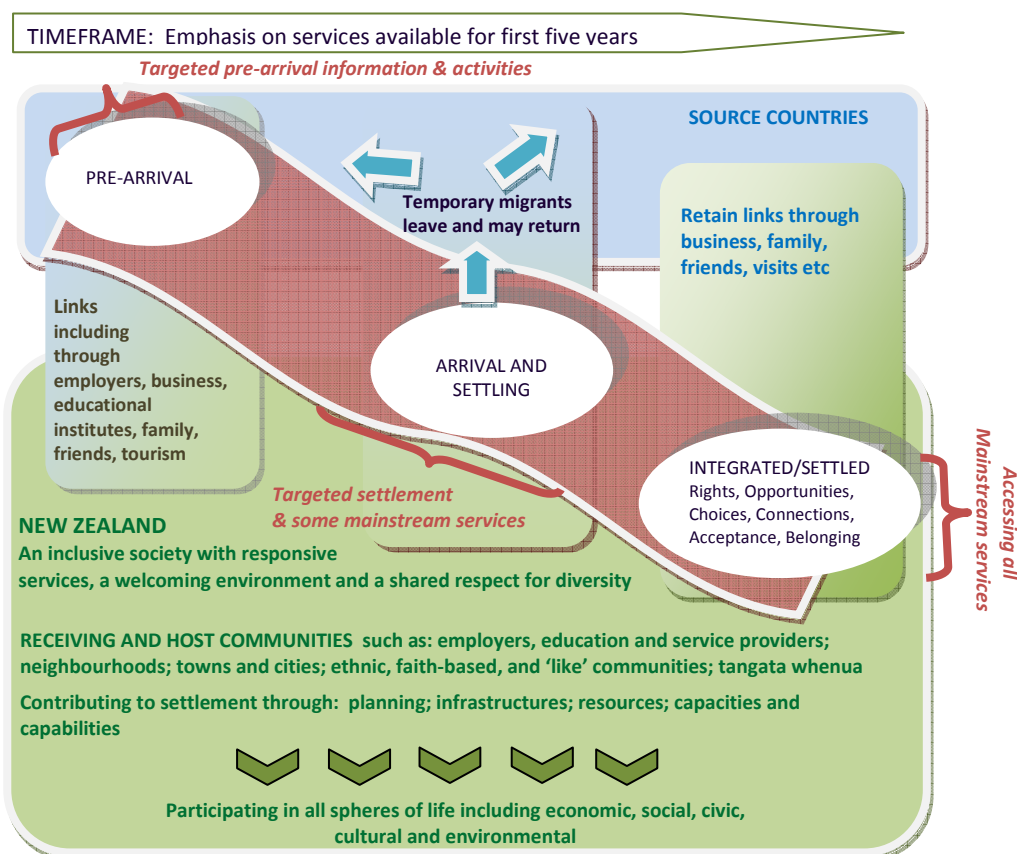 TIMEFRAME: Emphasis on services available for first five years
Targeted pre-arrival information & activities
SOURCE COUNTRIES
PRE-ARRIVAL
Temporary migrants
leave and may return
Retain links through
business, family,
friends, visits etc
Links
including
through
employers, business,
educational
institutes, family,
friends, tourism
ARRIVAL AND
SETTLING
INTEGRATED/SETTLED
Rights, Opportunities,
Choices, Connections,
Acceptance, Belonging
Accessing all
Mainstream services
Targeted settlement
& some mainstream services
NEW ZEALAND
An inclusive society with responsive
services, a welcoming environment and a shared respect for diversity
RECEIVING AND HOST COMMUNITIES such as: employers, education and service providers;
neighbourhoods; towns and cities; ethnic, faith-based, and ‘like’ communities; tangata whenua
Contributing to settlement through: planning; infrastructures; resources; capacities and
capabilities
Participating in all spheres of life including economic, social, civic,
cultural and environmental